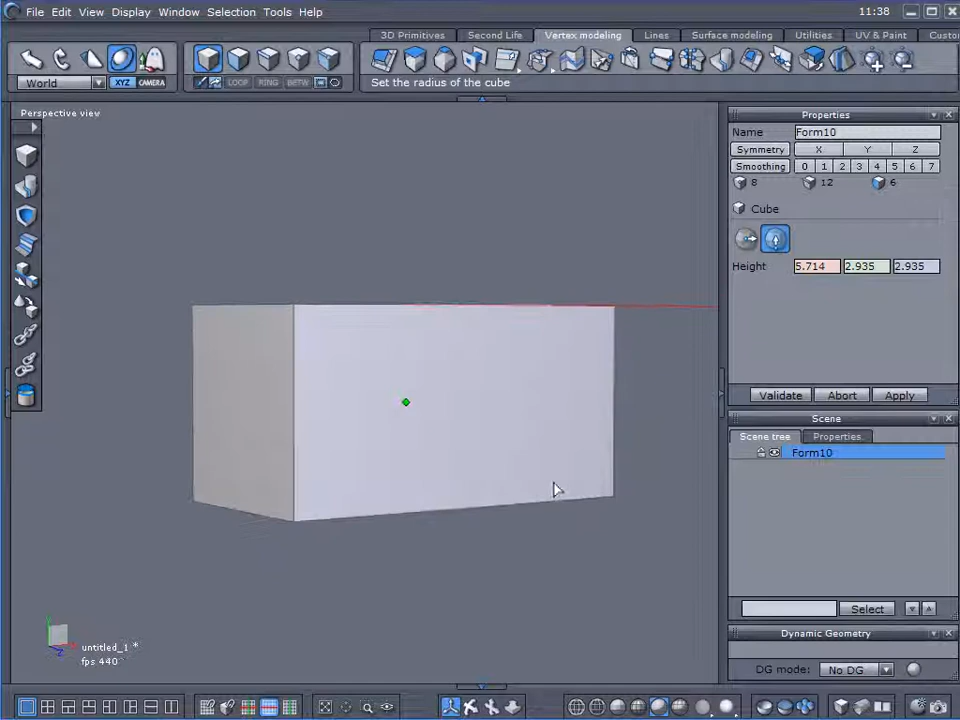 File Edit View Display Window Selection Tools Help 11:38
3D Primitives Second Life Vertex modeling Lines Surface modeling Utilities UV & Paint Custo
World XYZ CAMERA LOOP RING BETW
Set the radius of the cube
Perspective view
Properties
Name Form10
Symmetry X Y Z
Smoothing 0 1 2 3 4 5 6 7
8 12 6
Cube
Height 5.714 2.935 2.935
Validate Abort Apply
Scene
Scene tree Properties
Form10
Select
Dynamic Geometry
DG mode: No DG
untitled_1 *
fps 440